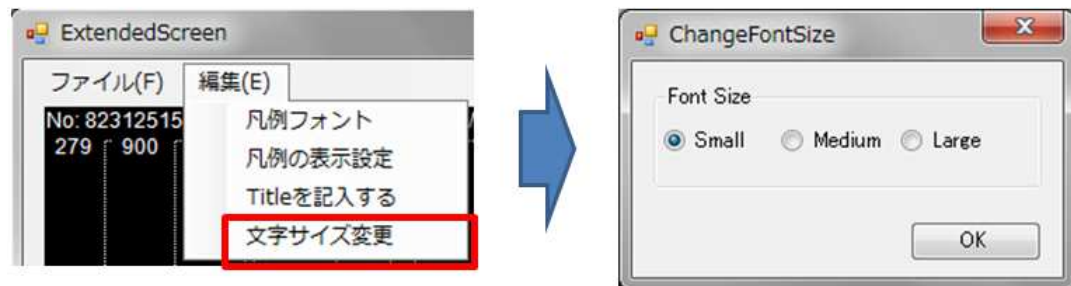 ExtendedScreen
ファイル(F) 編集(E)
No: 82312515
279 900
凡例フォント
凡例の表示設定
Titleを記入する
文字サイズ変更
ChangeFontSize
Font Size
Small Medium Large
OK